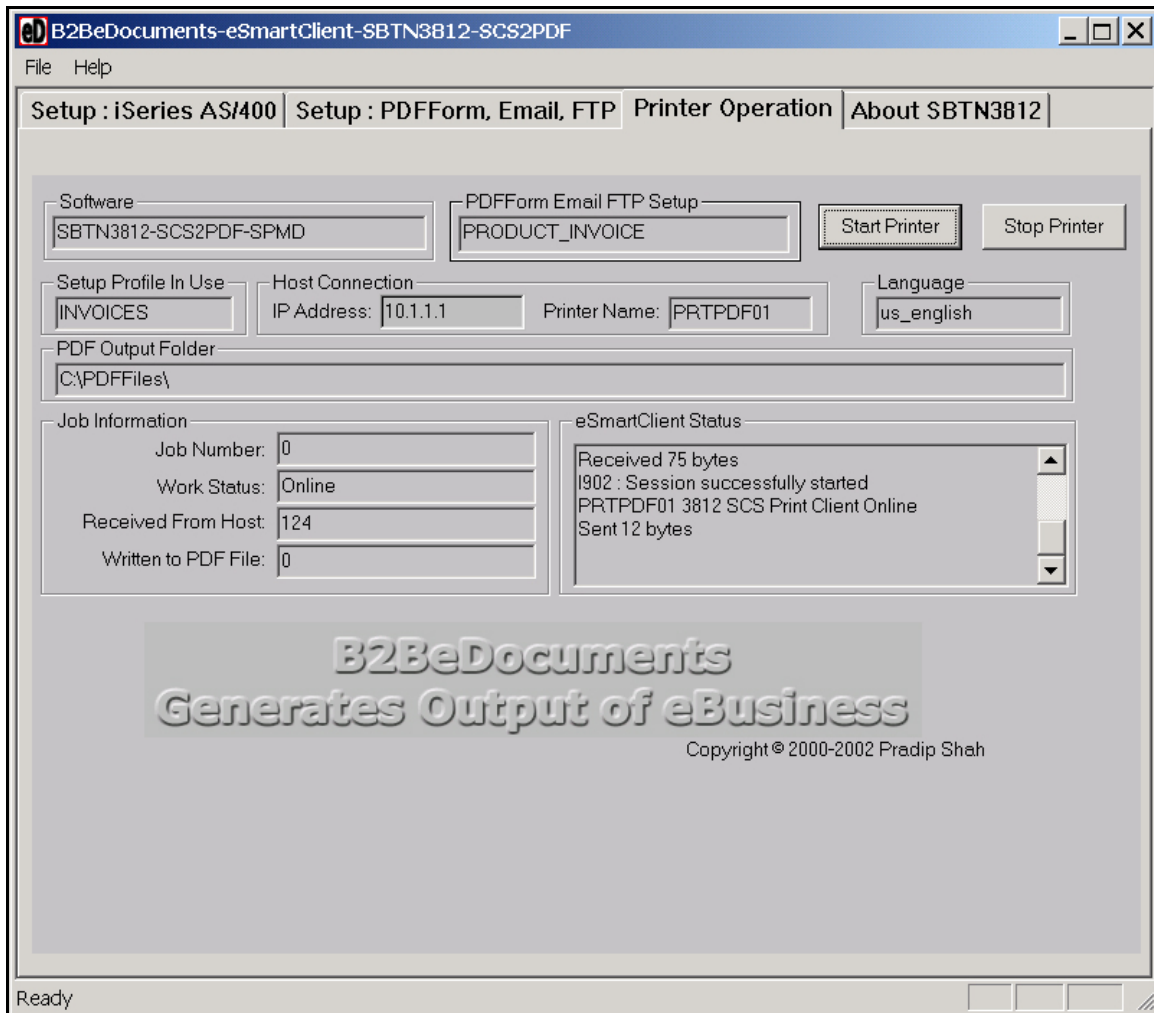 eD B2BeDocuments-eSmartClient-SBTN3812-SCS2PDF
File Help
Setup : iSeries AS/400 Setup : PDFForm, Email, FTP Printer Operation About SBTN3812
Software
SBTN3812-SCS2PDF-SPMD
PDFForm Email FTP Setup
PRODUCT_INVOICE
Start Printer Stop Printer
Setup Profile In Use
INVOICES
Host Connection
IP Address: 10.1.1.1 Printer Name: PRTPDF01
Language
us_english
PDF Output Folder
C:\PDFFiles\
Job Information
Job Number: 0
Work Status: Online
Received From Host: 124
Written to PDF File: 0
eSmartClient Status
Received 75 bytes
I902 : Session successfully started
PRTPDF01 3812 SCS Print Client Online
Sent 12 bytes
B2BeDocuments
Generates Output of eBusiness
Copyright © 2000-2002 Pradip Shah
Ready